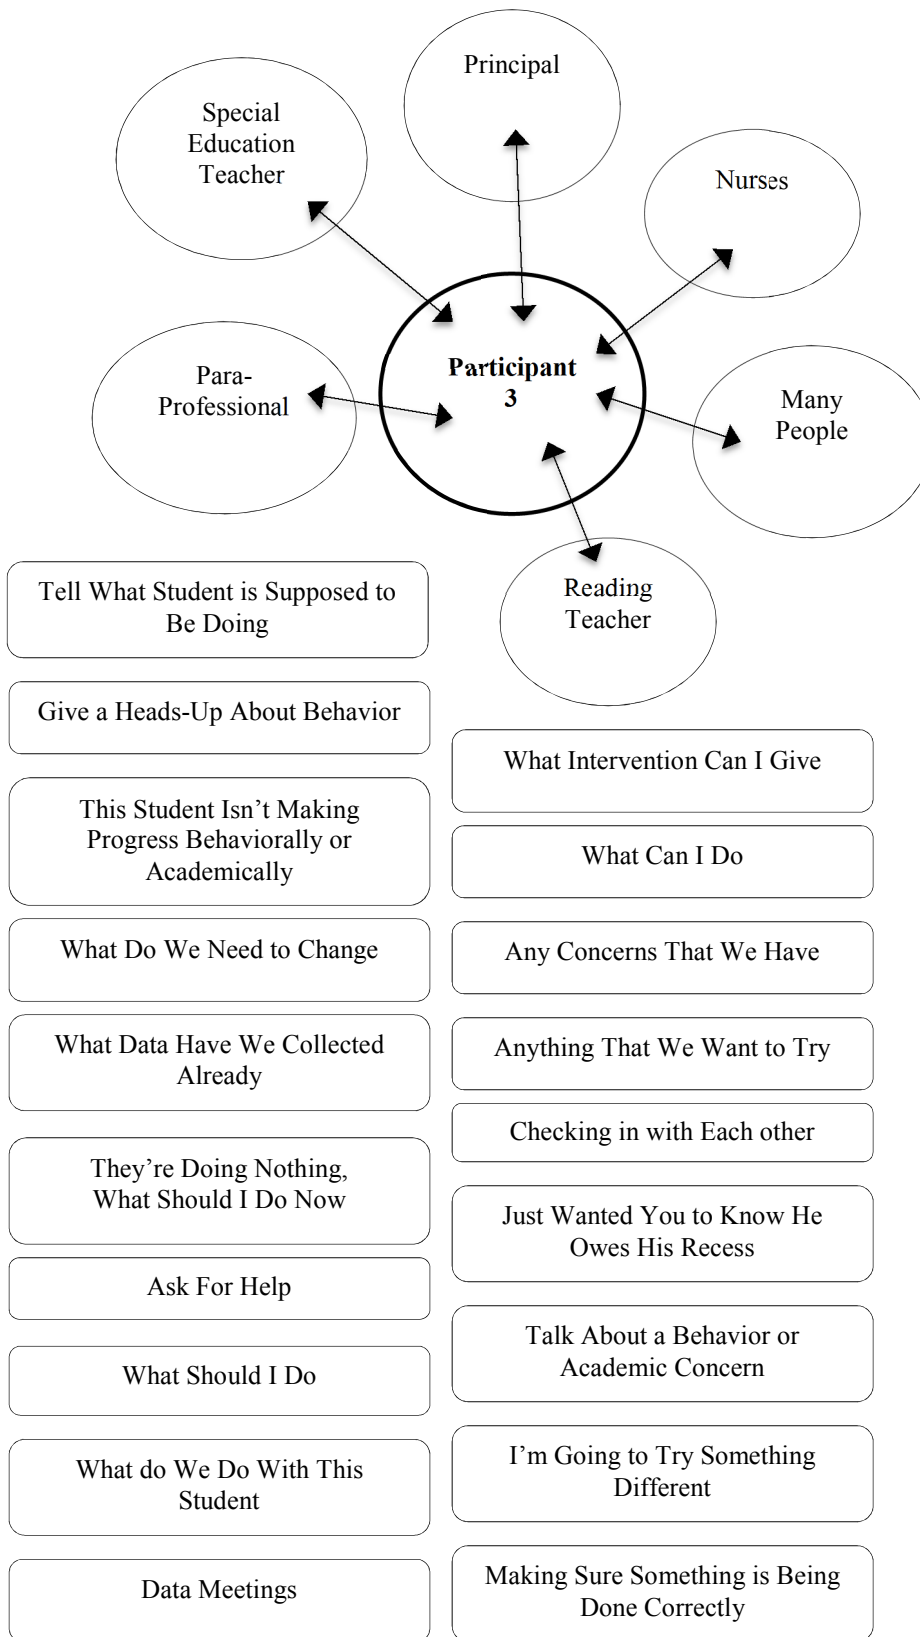 Principal
Special
Education
Teacher
Nurses
Participant
3
Para-
Professional
Many
People
Reading
Teacher
Tell What Student is Supposed to
Be Doing
Give a Heads-Up About Behavior
This Student Isn’t Making
Progress Behaviorally or
Academically
What Do We Need to Change
What Data Have We Collected
Already
They’re Doing Nothing,
What Should I Do Now
Ask For Help
What Should I Do
What do We Do With This
Student
Data Meetings
What Intervention Can I Give
What Can I Do
Any Concerns That We Have
Anything That We Want to Try
Checking in with Each other
Just Wanted You to Know He
Owes His Recess
Talk About a Behavior or
Academic Concern
I’m Going to Try Something
Different
Making Sure Something is Being
Done Correctly